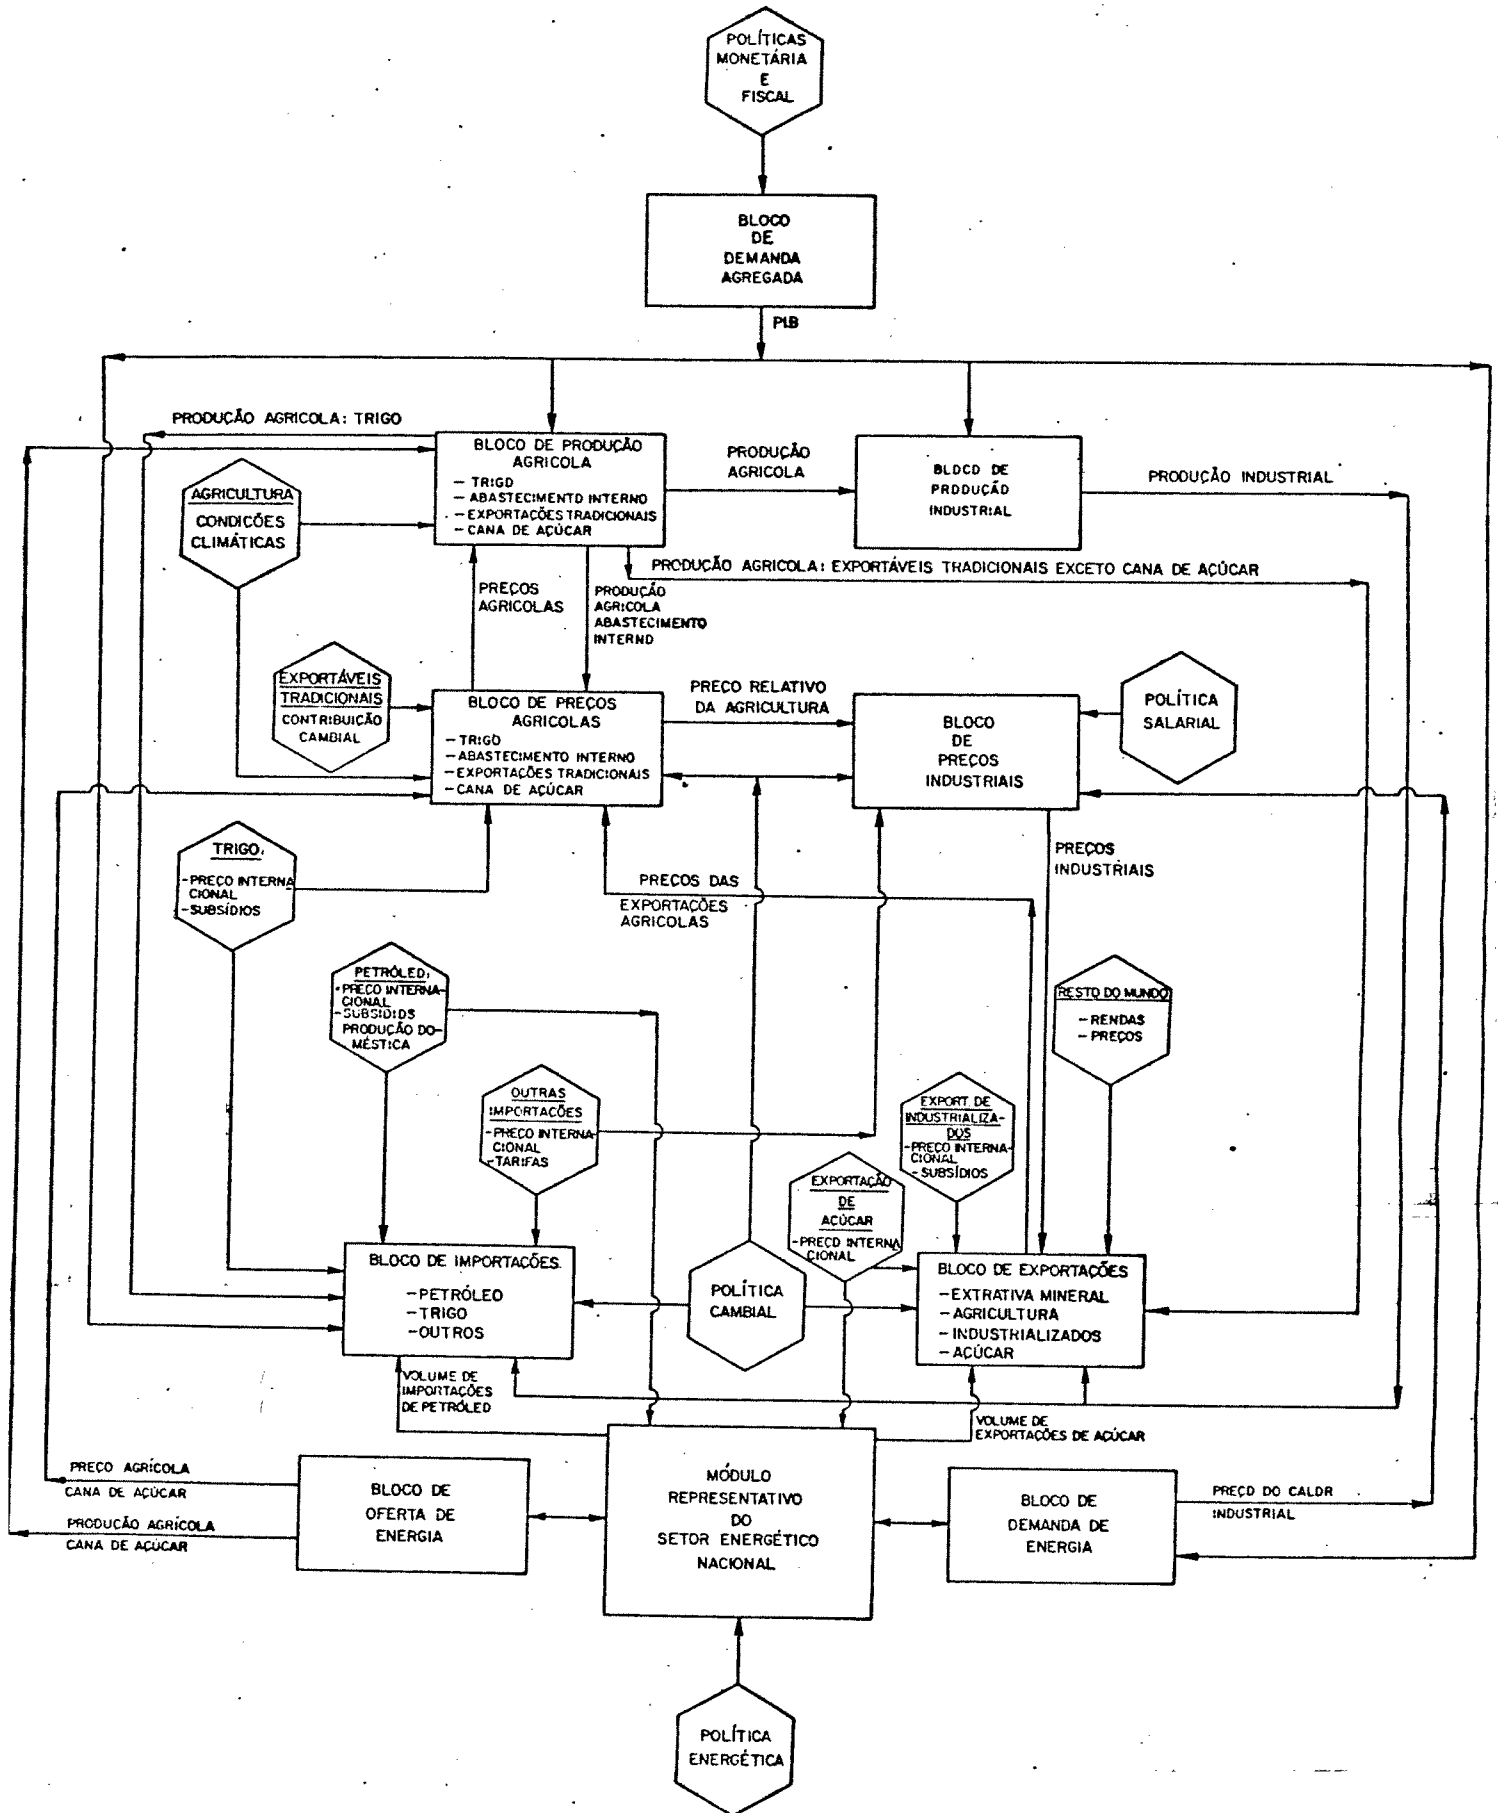 POLÍTICAS
MONETÁRIA
E
FISCAL
BLOCO
DE
DEMANDA
AGREGADA
PIB
PRODUÇÃO AGRICOLA: TRIGO
BLOCO DE PRODUÇÃO
AGRICOLA
- TRIGO
- ABASTECIMENTO INTERNO
- EXPORTAÇÕES TRADICIONAIS
- CANA DE AÇÚCAR
PRODUÇÃO
AGRICOLA
BLOCO DE
PRODUÇÃO
INDUSTRIAL
PRODUÇÃO INDUSTRIAL
AGRICULTURA
CONDIÇÕES
CLIMÁTICAS
PRODUÇÃO AGRICOLA: EXPORTÁVEIS TRADICIONAIS EXCETO CANA DE AÇÚCAR
PREÇOS
AGRICOLAS
PRODUÇÃO
AGRICOLA
ABASTECIMENTO
INTERNO
EXPORTÁVEIS
TRADICIONAIS
CONTRIBUIÇÃO
CAMBIAL
BLOCO DE PREÇOS
AGRICOLAS
- TRIGO
- ABASTECIMENTO INTERNO
- EXPORTAÇÕES TRADICIONAIS
- CANA DE AÇÚCAR
PREÇO RELATIVO
DA AGRICULTURA
BLOCO
DE
PREÇOS
INDUSTRIAIS
POLÍTICA
SALARIAL
TRIGO:
- PREÇO INTERNA
CIONAL
- SUBSÍDIOS
PREÇOS DAS
EXPORTAÇÕES
AGRICOLAS
PREÇOS
INDUSTRIAIS
PETRÓLEO:
- PREÇO INTERNA-
CIONAL
- SUBSÍDIOS
PRODUÇÃO DO-
MÉSTICA
RESTO DO MUNDO
- RENDAS
- PREÇOS
OUTRAS
IMPORTAÇÕES
- PREÇO INTERNA-
CIONAL
- TARIFAS
EXPORT. DE
INDUSTRIALIZA-
DOS
- PREÇO INTERNA-
CIONAL
- SUBSÍDIOS
EXPORTAÇÃO
DE
AÇÚCAR
- PREÇO INTERNA
CIONAL
BLOCO DE IMPORTAÇÕES
- PETRÓLEO
- TRIGO
- OUTROS
POLÍTICA
CAMBIAL
BLOCO DE EXPORTAÇÕES
- EXTRATIVA MINERAL
- AGRICULTURA
- INDUSTRIALIZADOS
- AÇÚCAR
VOLUME DE
IMPORTAÇÕES
DE PETRÓLEO
VOLUME DE
EXPORTAÇÕES DE AÇÚCAR
PREÇO AGRÍCOLA
CANA DE AÇÚCAR
PRODUÇÃO AGRÍCOLA
CANA DE AÇÚCAR
BLOCO DE
OFERTA DE
ENERGIA
MÓDULO
REPRESENTATIVO
DO
SETOR ENERGÉTICO
NACIONAL
BLOCO DE
DEMANDA DE
ENERGIA
PREÇO DO CALOR
INDUSTRIAL
POLÍTICA
ENERGÉTICA